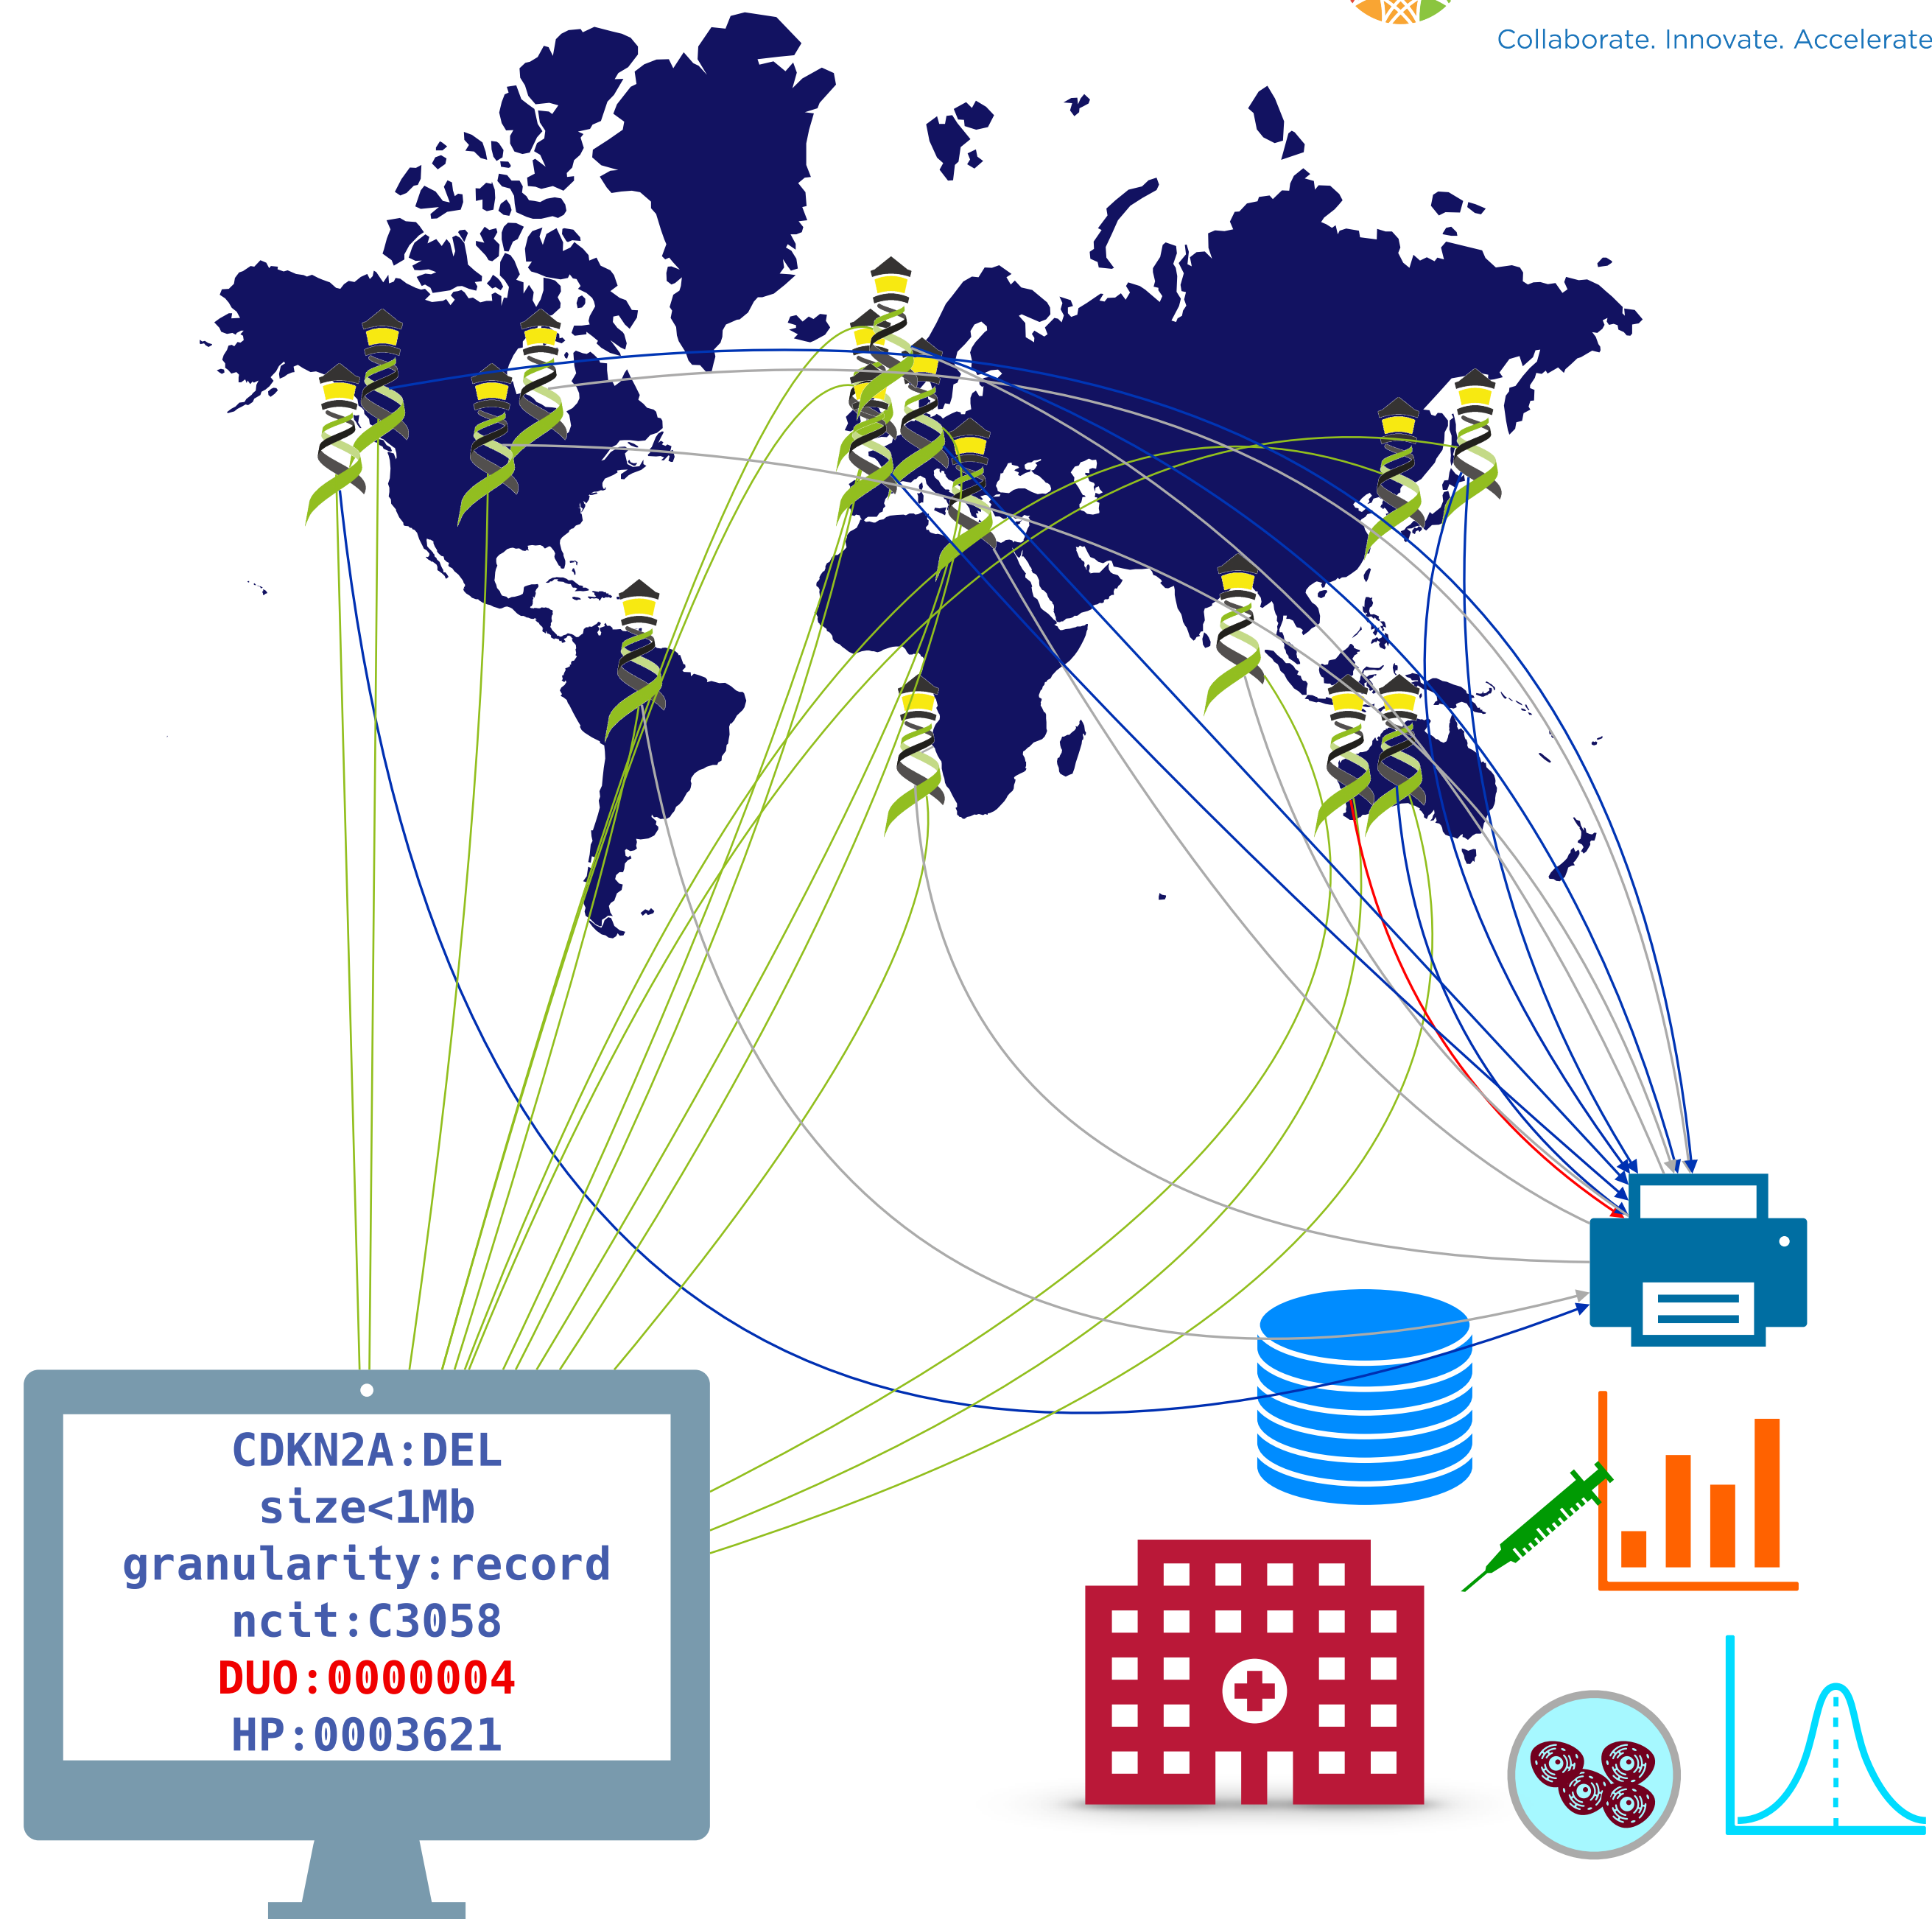 Collaborate. Innovate. Accelerate
CDKN2A:DEL
size<1Mb
granularity:record
ncit:C3058
DUO:0000004
HP:0003621